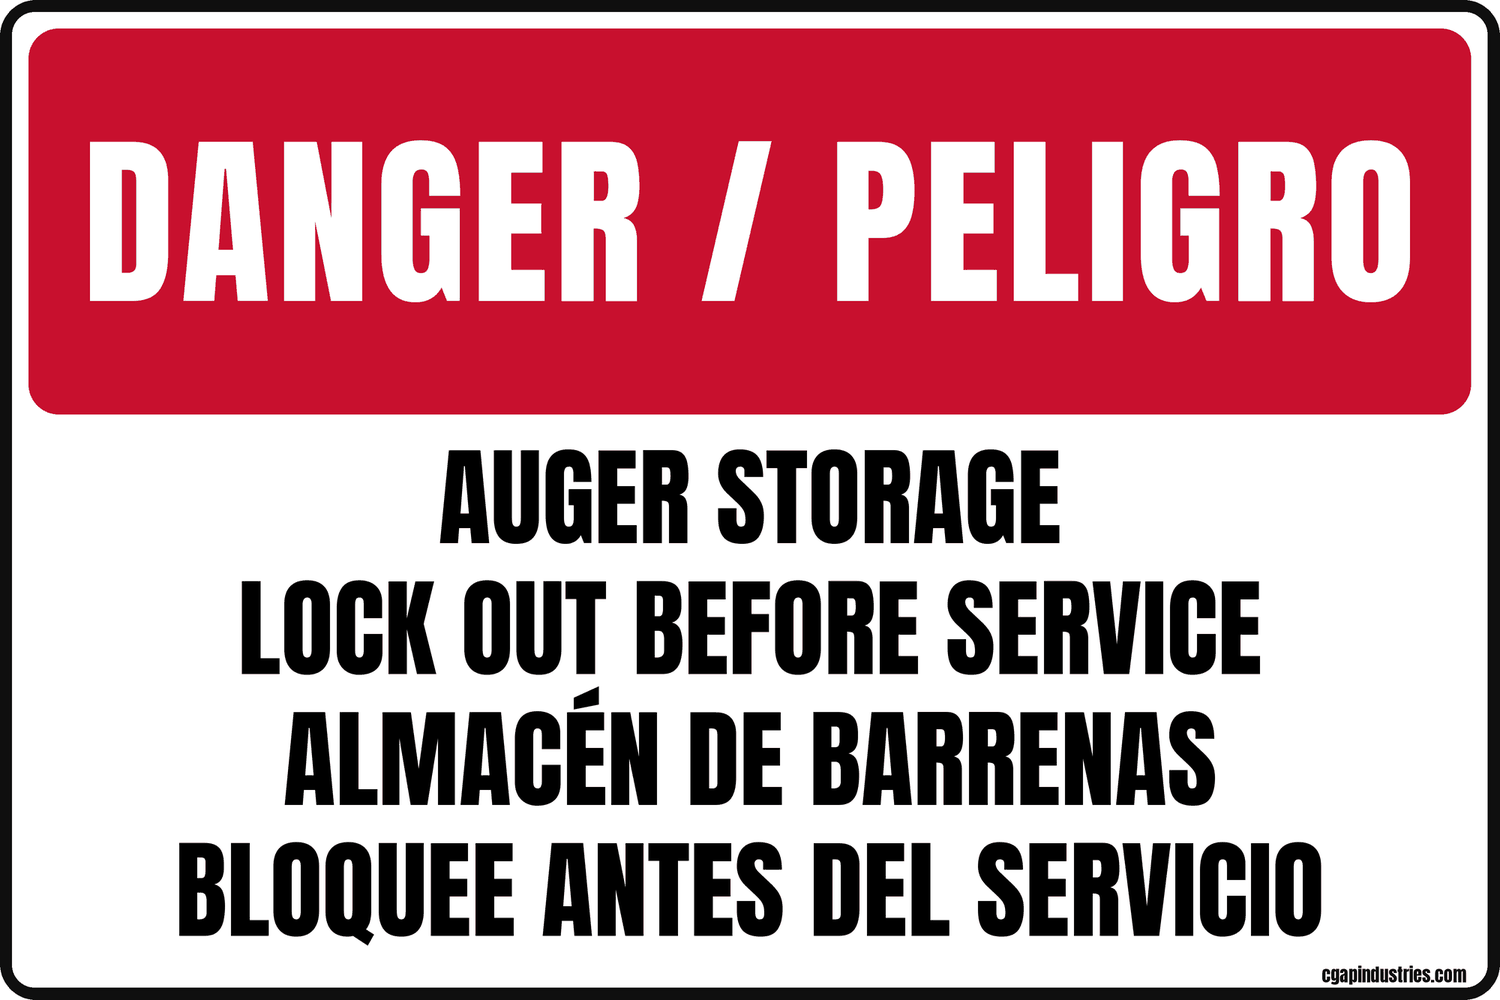 DANGER / PELIGRO
AUGER STORAGE
LOCK OUT BEFORE SERVICE
ALMACÉN DE BARRENAS
BLOQUEE ANTES DEL SERVICIO
cgapindustries.com